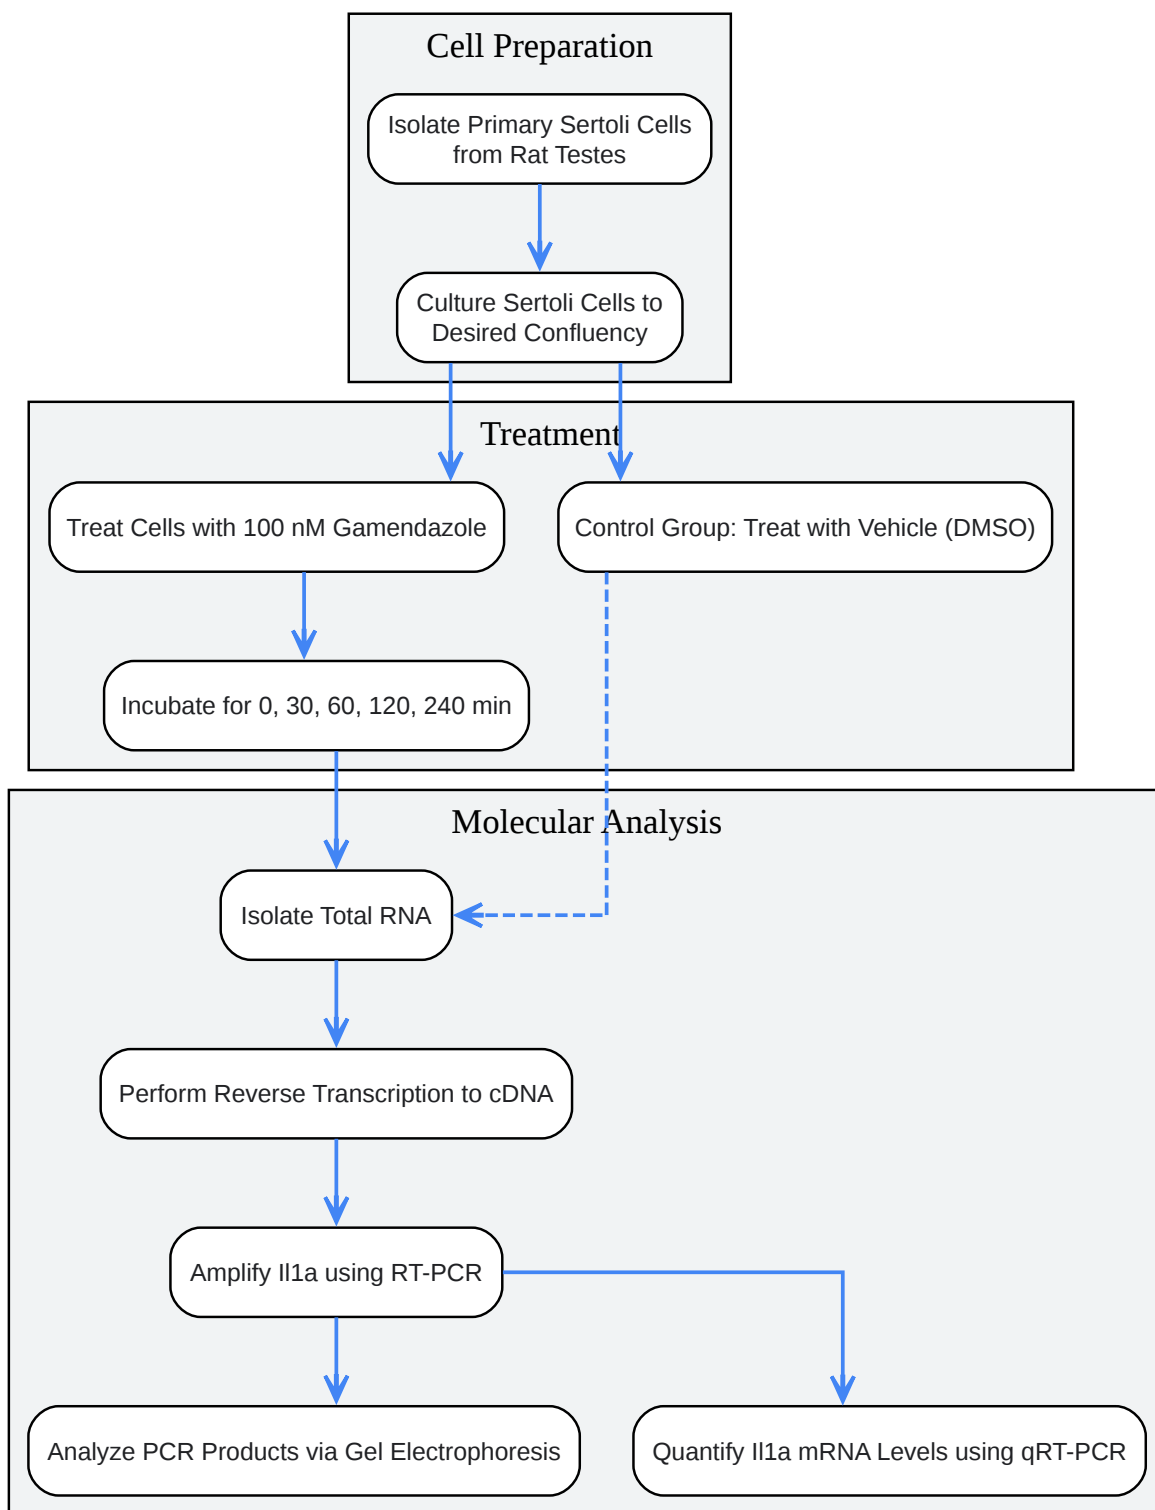 Cell Preparation
Isolate Primary Sertoli Cells
from Rat Testes
Culture Sertoli Cells to
Desired Confluency
Treatment
Treat Cells with 100 nM Gamendazole
Control Group: Treat with Vehicle (DMSO)
Incubate for 0, 30, 60, 120, 240 min
Molecular Analysis
Isolate Total RNA
Perform Reverse Transcription to cDNA
Amplify Il1a using RT-PCR
Analyze PCR Products via Gel Electrophoresis
Quantify Il1a mRNA Levels using qRT-PCR